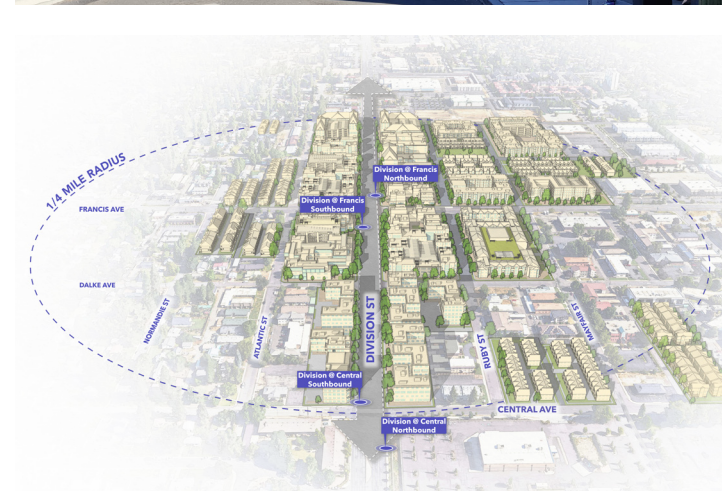 1/4 MILE RADIUS
Division @ Francis
Northbound
Division @ Francis
Southbound
FRANCIS AVE
DALKE AVE
NORMANDIE ST
ATLANTIC ST
DIVISION ST
RUBY ST
MAYFAIR ST
Division @ Central
Southbound
CENTRAL AVE
Division @ Central
Northbound